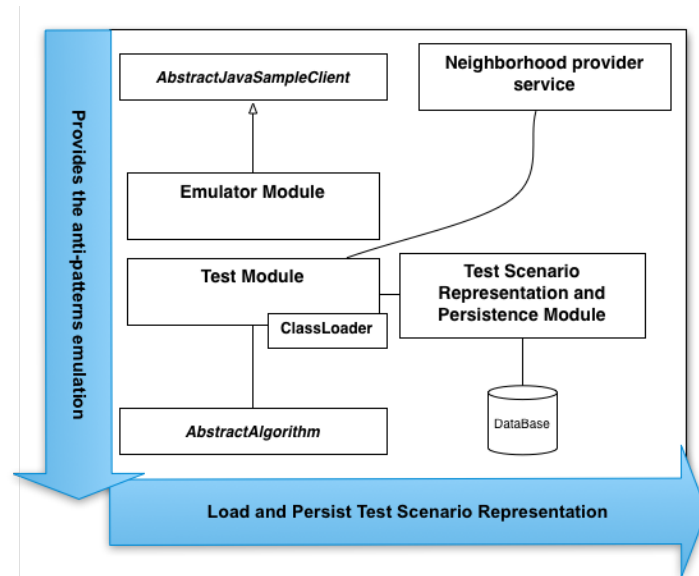 AbstractJavaSampleClient
Neighborhood provider
service
Provides the anti-patterns emulation
Emulator Module
Test Module
ClassLoader
Test Scenario
Representation and
Persistence Module
AbstractAlgorithm
DataBase
Load and Persist Test Scenario Representation